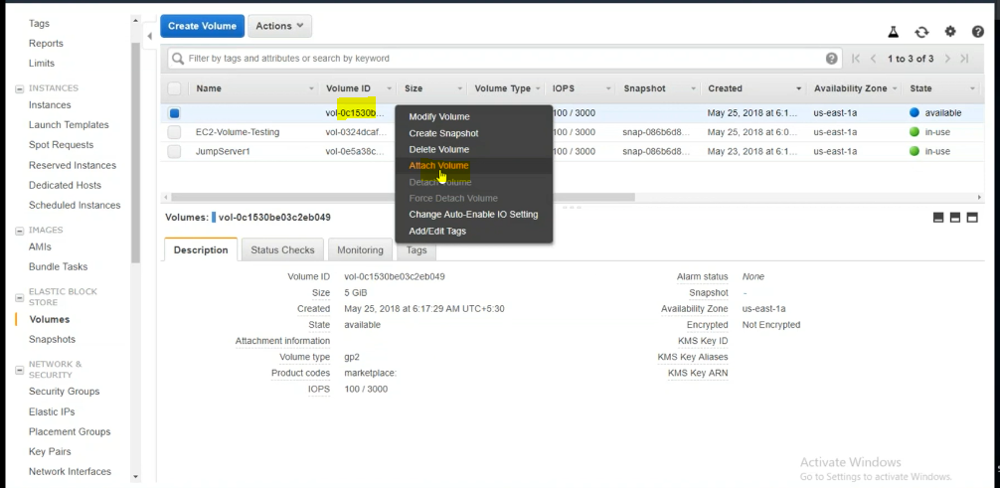 Tags
Reports
Limits
INSTANCES
Instances
Launch Templates
Spot Requests
Reserved Instances
Dedicated Hosts
Scheduled Instances
IMAGES
AMIs
Bundle Tasks
ELASTIC BLOCK
STORE
Volumes
Snapshots
NETWORK &
SECURITY
Security Groups
Elastic IPs
Placement Groups
Key Pairs
Network Interfaces
Create Volume Actions
Filter by tags and attributes or search by keyword 1 to 3 of 3
Name Volume ID Size Volume Type IOPS Snapshot Created Availability Zone State
vol-0c1530b... 100 / 3000 May 25, 2018 at 6:1... us-east-1a available
EC2-Volume-Testing vol-0324dcaf... 100 / 3000 snap-086b6d8... May 25, 2018 at 6:0... us-east-1a in-use
JumpServer1 vol-0e5a38c... 100 / 3000 snap-086b6d8... May 23, 2018 at 6:1... us-east-1a in-use
Modify Volume
Create Snapshot
Delete Volume
Attach Volume
Detach Volume
Force Detach Volume
Change Auto-Enable IO Setting
Add/Edit Tags
Volumes: vol-0c1530be03c2eb049
Description Status Checks Monitoring Tags
Volume ID vol-0c1530be03c2eb049 Alarm status None
Size 5 GiB Snapshot -
Created May 25, 2018 at 6:17:29 AM UTC+5:30 Availability Zone us-east-1a
State available Encrypted Not Encrypted
Attachment information KMS Key ID
Volume type gp2 KMS Key Aliases
Product codes marketplace: KMS Key ARN
IOPS 100 / 3000
Activate Windows
Go to Settings to activate Windows.